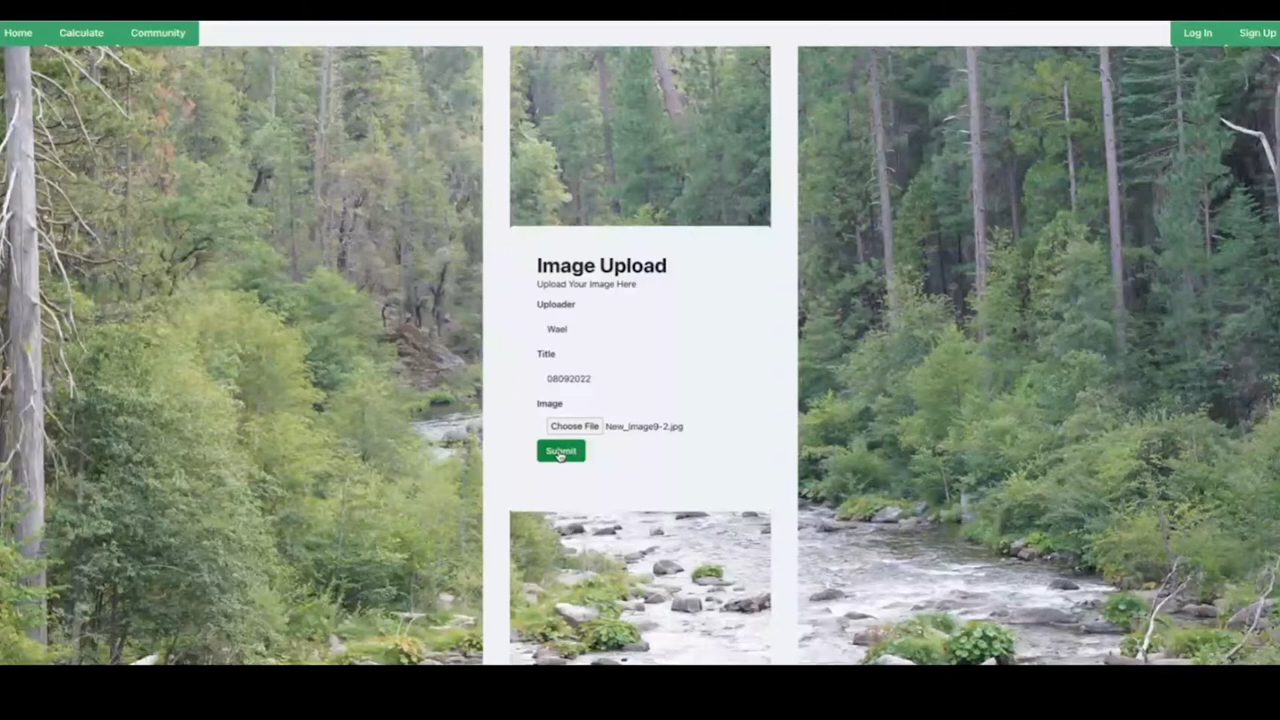 Home Calculate Community Log In Sign Up
Image Upload
Upload Your Image Here
Uploader
Wael
Title
08092022
Image
Choose File New_image9-2.jpg
Submit